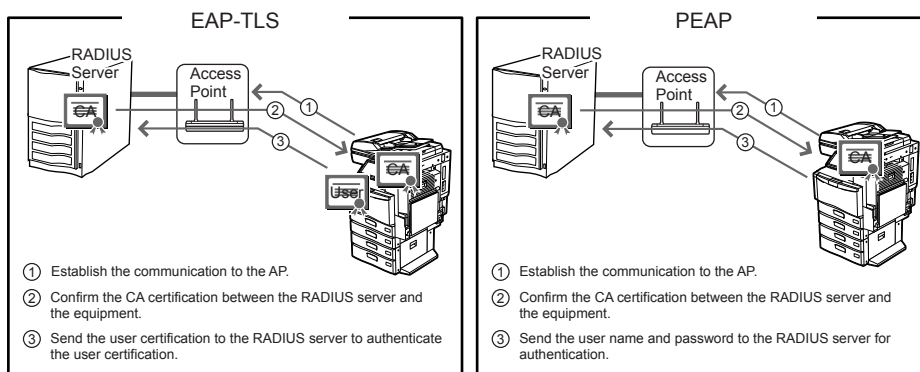 EAP-TLS
RADIUS
Server
CA
Access
Point
1
2
3
CA
User
1 Establish the communication to the AP.
2 Confirm the CA certification between the RADIUS server and
the equipment.
3 Send the user certification to the RADIUS server to authenticate
the user certification.
PEAP
RADIUS
Server
CA
Access
Point
1
2
3
CA
1 Establish the communication to the AP.
2 Confirm the CA certification between the RADIUS server and
the equipment.
3 Send the user name and password to the RADIUS server for
authentication.